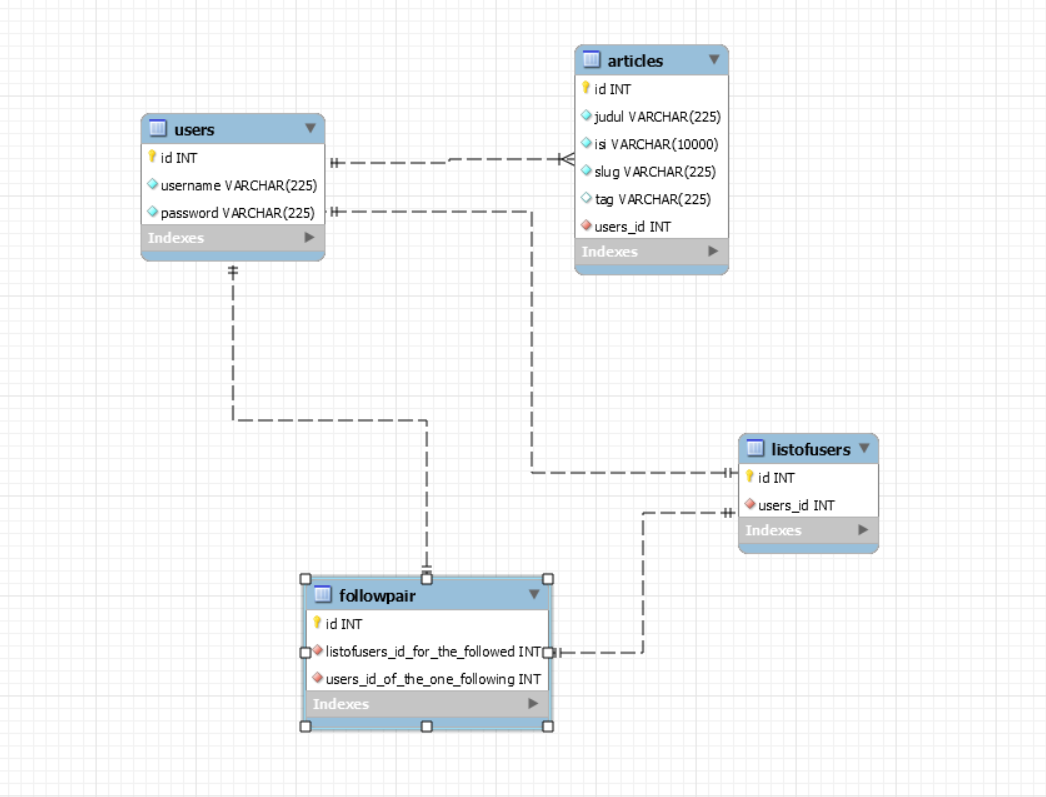 articles
id INT
judul VARCHAR(225)
isi VARCHAR(10000)
slug VARCHAR(225)
tag VARCHAR(225)
users_id INT
Indexes
users
id INT
username VARCHAR(225)
password VARCHAR(225)
Indexes
listofusers
id INT
users_id INT
Indexes
followpair
id INT
listofusers_id_for_the_followed INT
users_id_of_the_one_following INT
Indexes